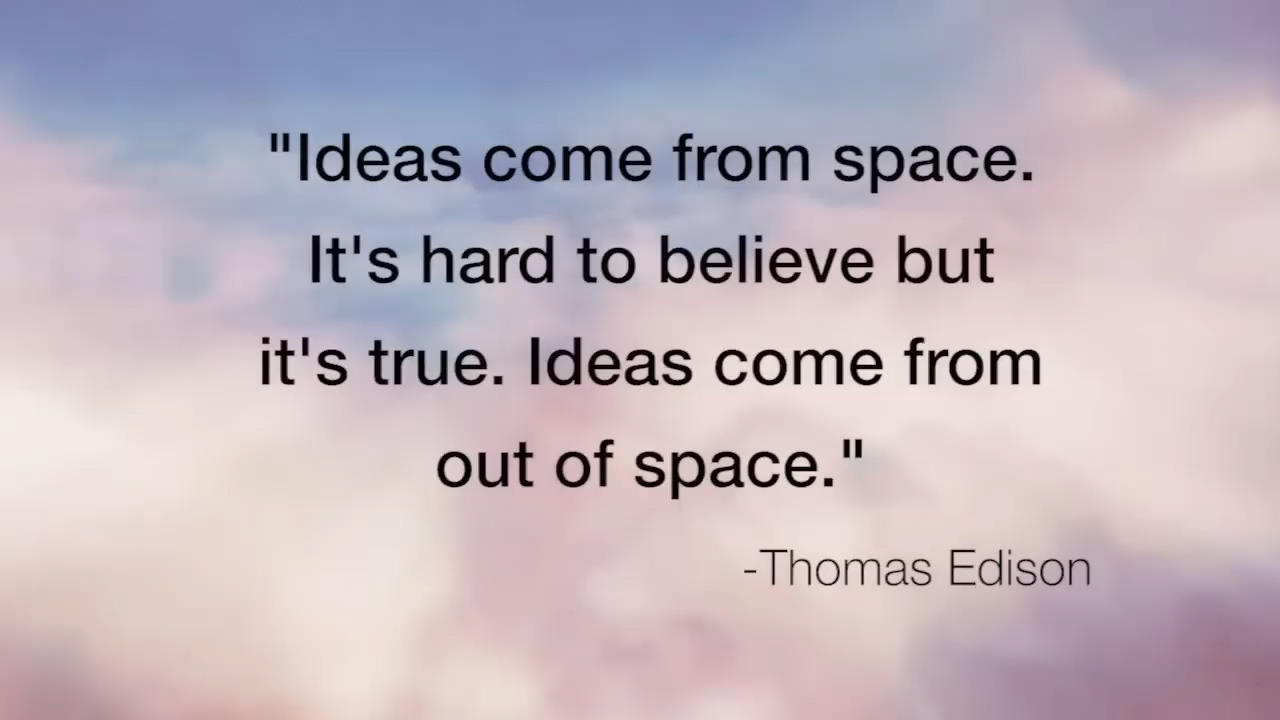 "Ideas come from space.
It's hard to believe but
it's true. Ideas come from
out of space."
-Thomas Edison